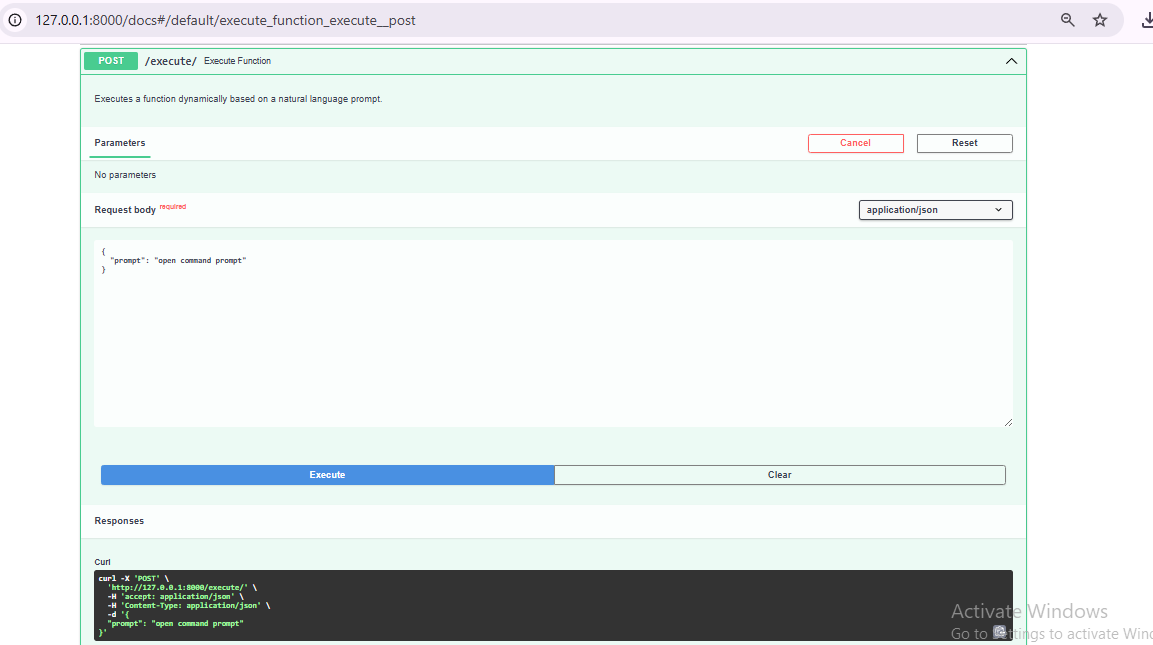 127.0.0.1:8000/docs#/default/execute_function_execute__post
POST /execute/ Execute Function
Executes a function dynamically based on a natural language prompt.
Parameters Cancel Reset
No parameters
Request body required application/json
{
"prompt": "open command prompt"
}
Execute Clear
Responses
Curl
curl -X 'POST' \
'http://127.0.0.1:8000/execute/' \
-H 'accept: application/json' \
-H 'Content-Type: application/json' \
-d '{
"prompt": "open command prompt"
}'
Activate Windows
Go to Settings to activate Wind